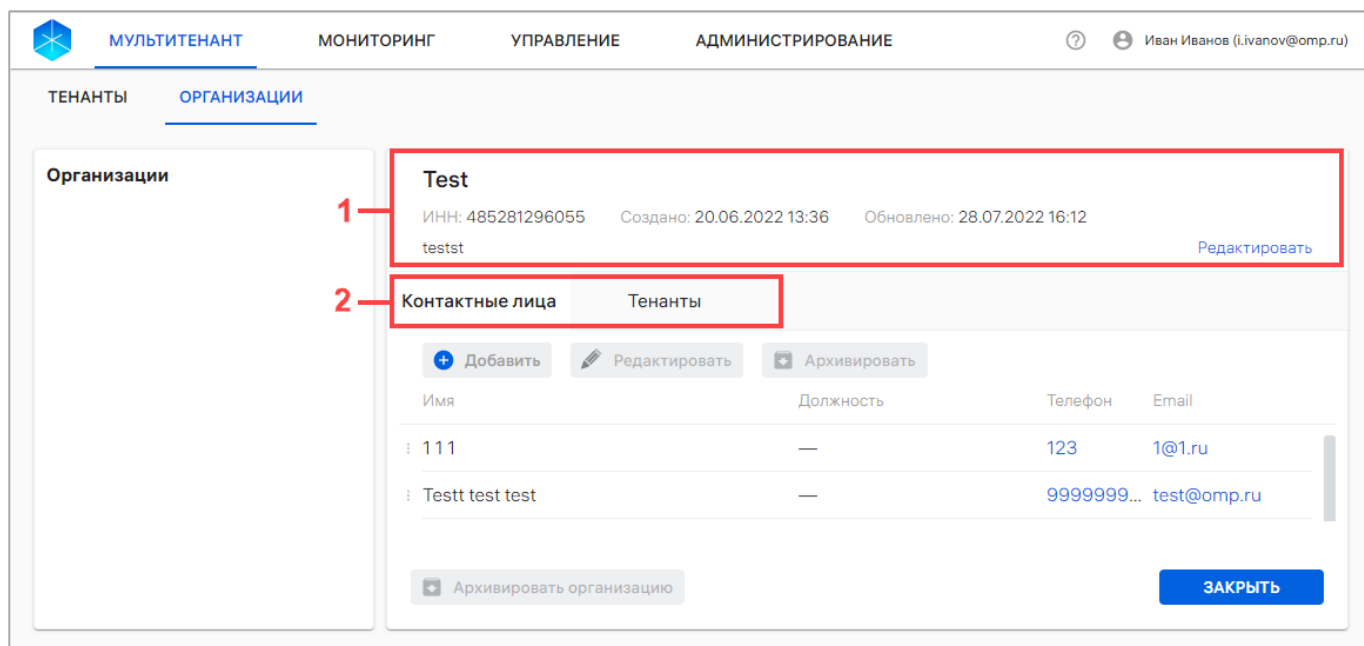 МУЛЬТИТЕНАНТ МОНИТОРИНГ УПРАВЛЕНИЕ АДМИНИСТРИРОВАНИЕ ? Иван Иванов (i.ivanov@omp.ru)
ТЕНАНТЫ ОРГАНИЗАЦИИ
Организации
Test
1
ИНН: 485281296055 Создано: 20.06.2022 13:36 Обновлено: 28.07.2022 16:12
testst Редактировать
2
Контактные лица Тенанты
Добавить Редактировать Архивировать
Имя Должность Телефон Email
111 — 123 1@1.ru
Testt test test — 9999999... test@omp.ru
Архивировать организацию ЗАКРЫТЬ